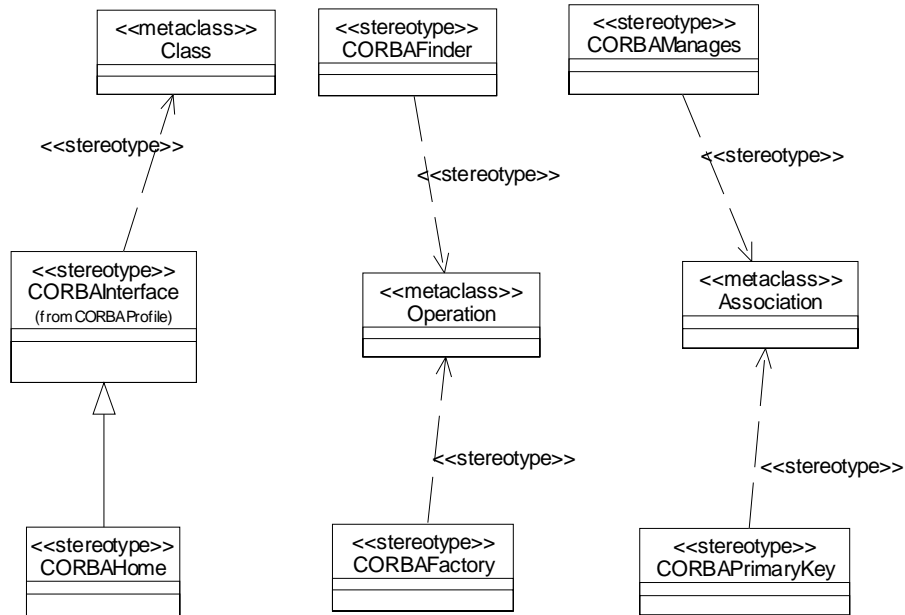 <<metaclass>>
Class
<<stereotype>>
CORBAFinder
<<stereotype>>
CORBAManages
<<stereotype>>
<<stereotype>>
<<stereotype>>
<<stereotype>>
CORBAInterface
(from CORBAProfile)
<<metaclass>>
Operation
<<metaclass>>
Association
<<stereotype>>
<<stereotype>>
<<stereotype>>
CORBAHome
<<stereotype>>
CORBAFactory
<<stereotype>>
CORBAPrimaryKey